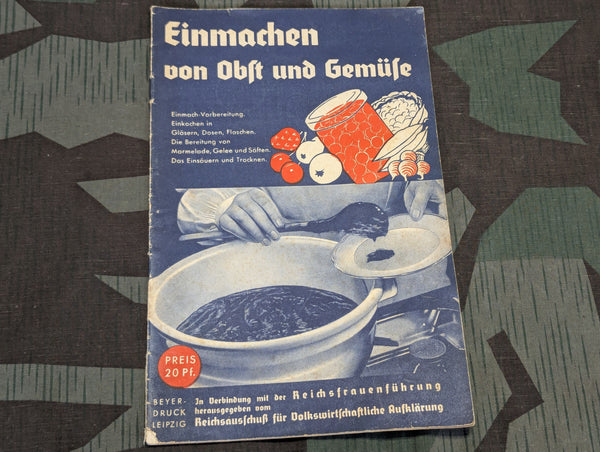 Einmachen
von Obst und Gemüse
Einmach-Vorbereitung.
Einkochen in
Gläsern, Dosen, Flaschen.
Die Bereitung von
Marmelade, Gelee und Säften.
Das Einsäuern und Trocknen.
PREIS
20 Pf.
BEYER-
DRUCK
LEIPZIG
In Verbindung mit der Reichsfrauenführung
herausgegeben vom
Reichsausschuß für Volkswirtschaftliche Aufklärung